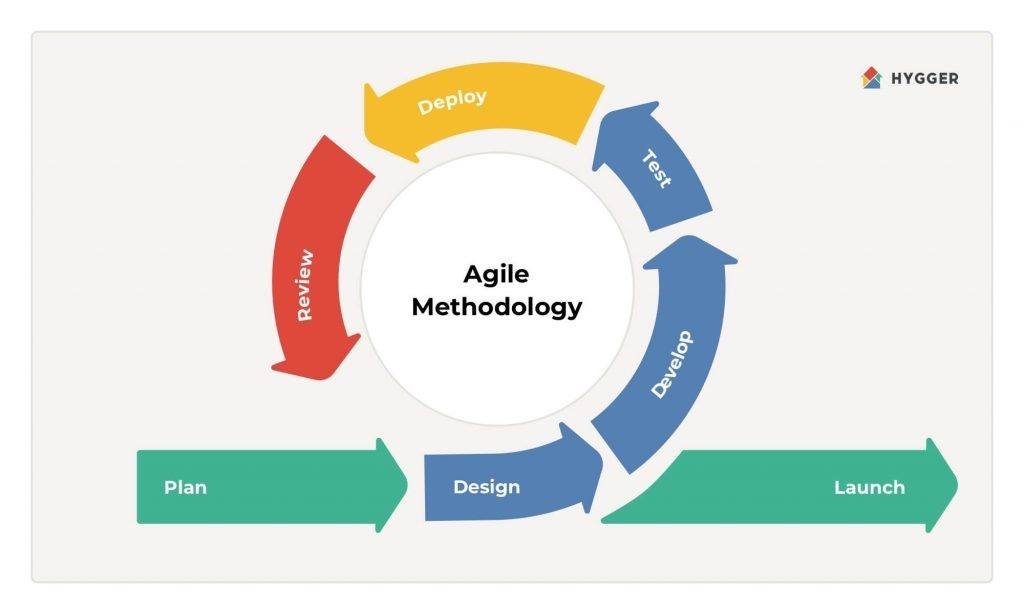 HYGGER
Deploy
Test
Review
Agile
Methodology
Develop
Plan
Design
Launch